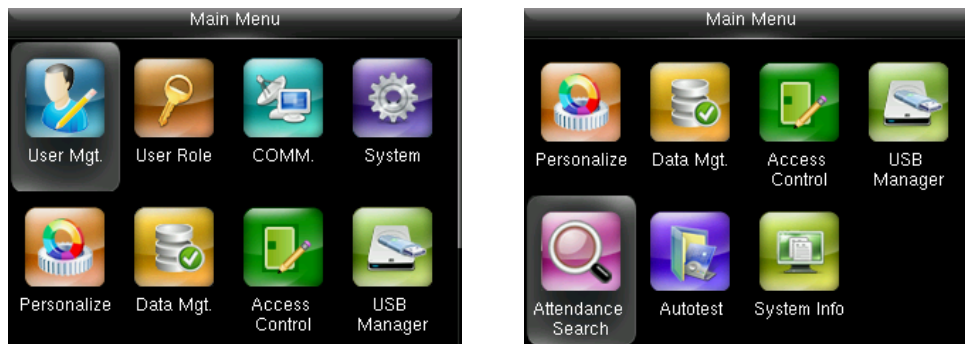 Main Menu
User Mgt.
User Role
COMM.
System
Personalize
Data Mgt.
Access
Control
USB
Manager
Main Menu
Personalize
Data Mgt.
Access
Control
USB
Manager
Attendance
Search
Autotest
System Info